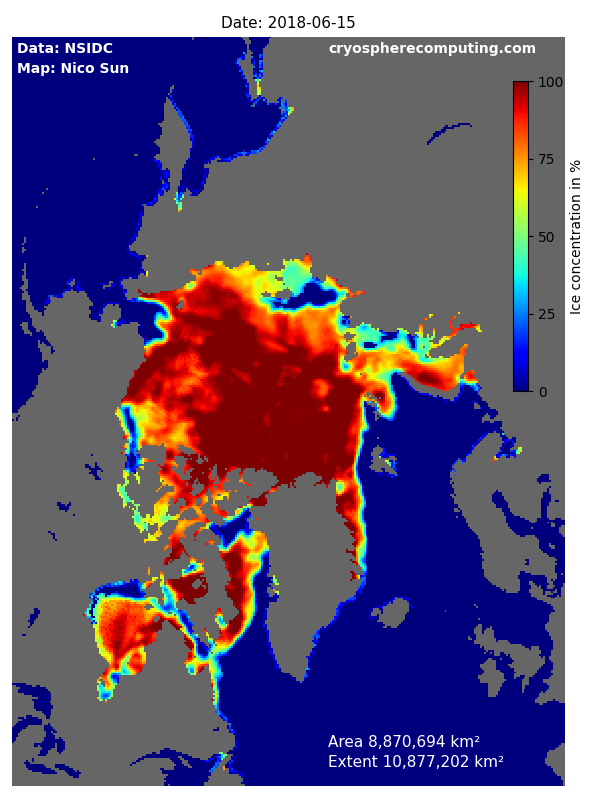 Date: 2018-06-15
Data: NSIDC
cryospherecomputing.com
Map: Nico Sun
100
75
50
25
0
Ice concentration in %
Area 8,870,694 km²
Extent 10,877,202 km²